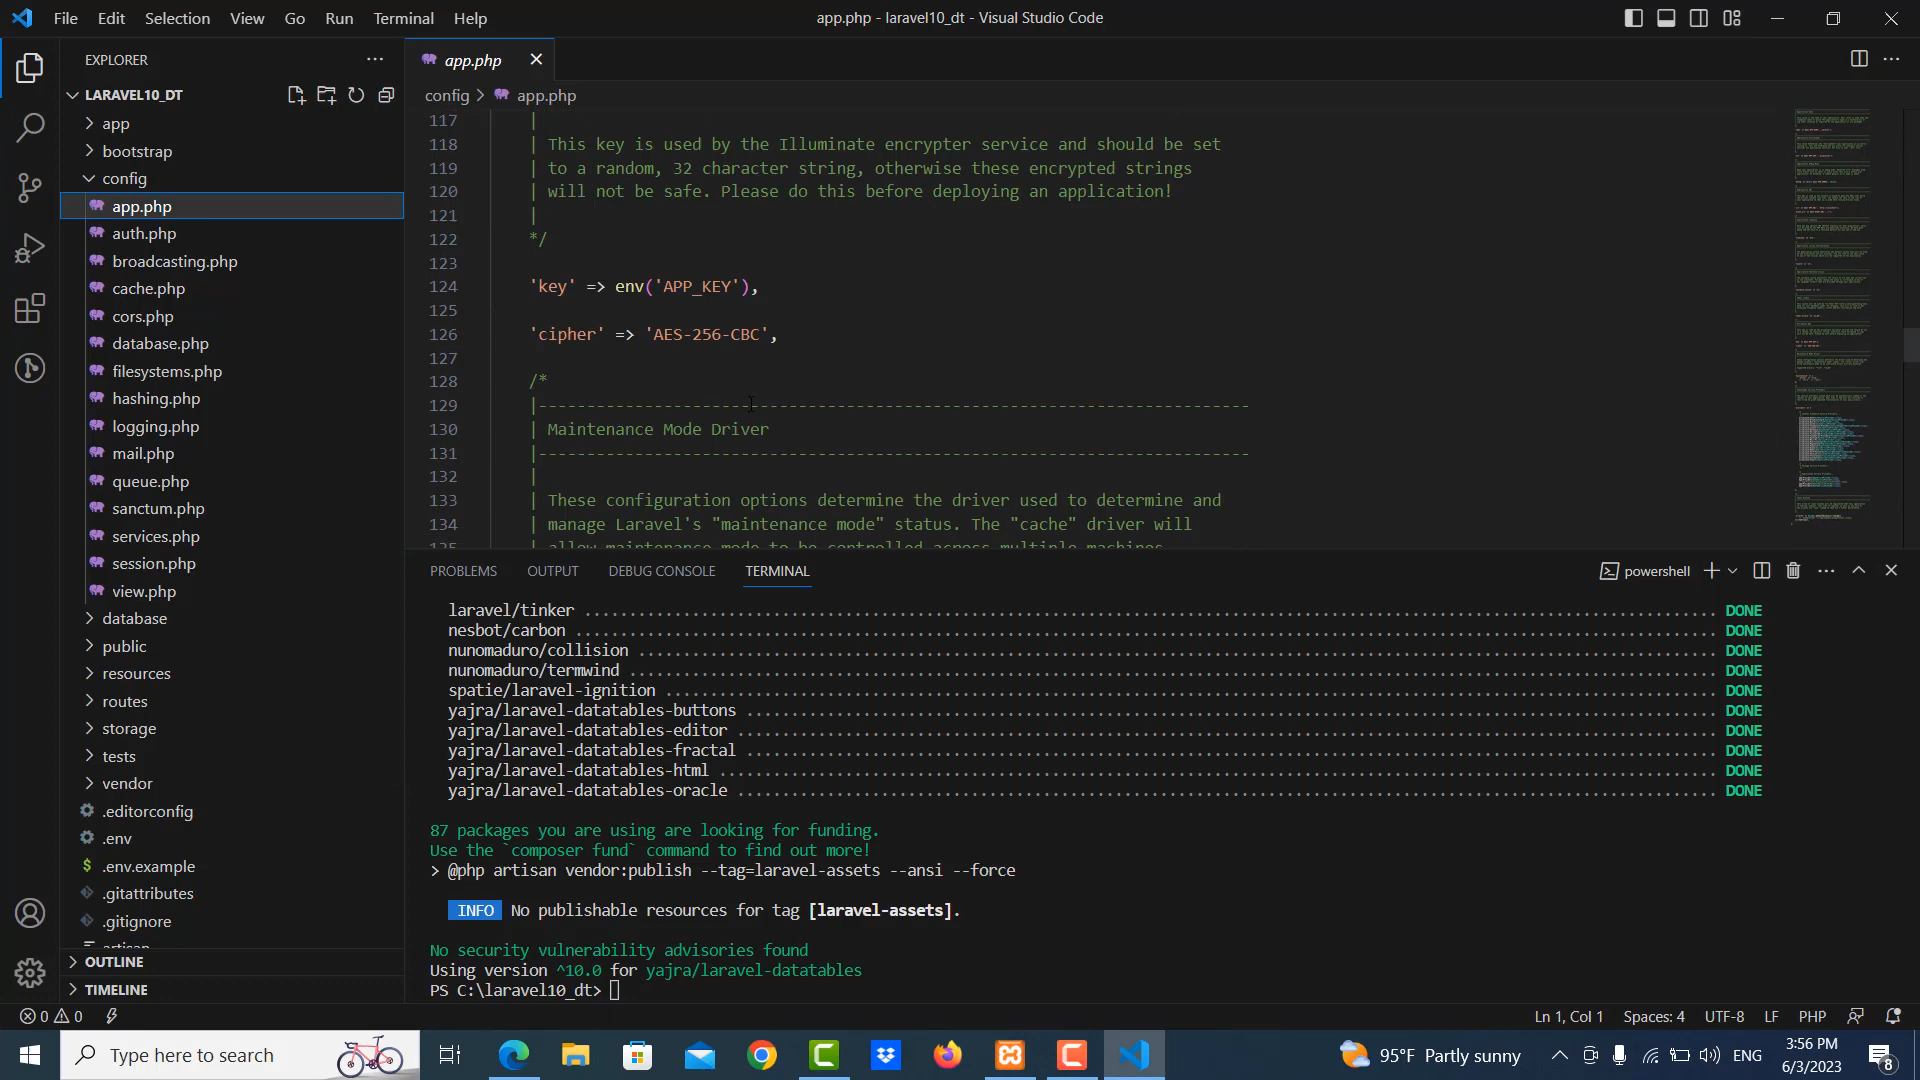 File Edit Selection View Go Run Terminal Help
app.php - laravel10_dt - Visual Studio Code
EXPLORER
LARAVEL10_DT
app
bootstrap
config
app.php
auth.php
broadcasting.php
cache.php
cors.php
database.php
filesystems.php
hashing.php
logging.php
mail.php
queue.php
sanctum.php
services.php
session.php
view.php
database
public
resources
routes
storage
tests
vendor
.editorconfig
.env
$ .env.example
.gitattributes
.gitignore
artisan
OUTLINE
TIMELINE
app.php
config > app.php
117 |
118 | This key is used by the Illuminate encrypter service and should be set
119 | to a random, 32 character string, otherwise these encrypted strings
120 | will not be safe. Please do this before deploying an application!
121 |
122 */
123
124 'key' => env('APP_KEY'),
125
126 'cipher' => 'AES-256-CBC',
127
128 /*
129 |--------------------------------------------------------------------------
130 | Maintenance Mode Driver
131 |--------------------------------------------------------------------------
132 |
133 | These configuration options determine the driver used to determine and
134 | manage Laravel's "maintenance mode" status. The "cache" driver will
135 | allow maintenance mode to be controlled across multiple machines.
PROBLEMS OUTPUT DEBUG CONSOLE TERMINAL
powershell
laravel/tinker ........ DONE
nesbot/carbon ........ DONE
nunomaduro/collision ........ DONE
nunomaduro/termwind ........ DONE
spatie/laravel-ignition ........ DONE
yajra/laravel-datatables-buttons ........ DONE
yajra/laravel-datatables-editor ........ DONE
yajra/laravel-datatables-fractal ........ DONE
yajra/laravel-datatables-html ........ DONE
yajra/laravel-datatables-oracle ........ DONE
87 packages you are using are looking for funding.
Use the `composer fund` command to find out more!
> @php artisan vendor:publish --tag=laravel-assets --ansi --force
INFO No publishable resources for tag [laravel-assets].
No security vulnerability advisories found
Using version ^10.0 for yajra/laravel-datatables
PS C:\laravel10_dt>
0 0
Ln 1, Col 1 Spaces: 4 UTF-8 LF PHP
Type here to search
95°F Partly sunny
ENG
3:56 PM
6/3/2023
8